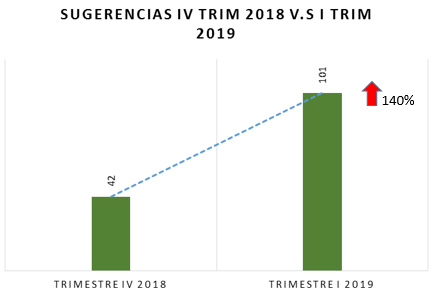 SUGERENCIAS IV TRIM 2018 V.S I TRIM
2019
42
101
140%
TRIMESTRE IV 2018
TRIMESTRE I 2019